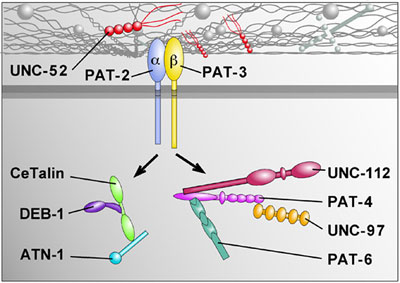 UNC-52
PAT-2
α
β
PAT-3
CeTalin
DEB-1
ATN-1
UNC-112
PAT-4
UNC-97
PAT-6